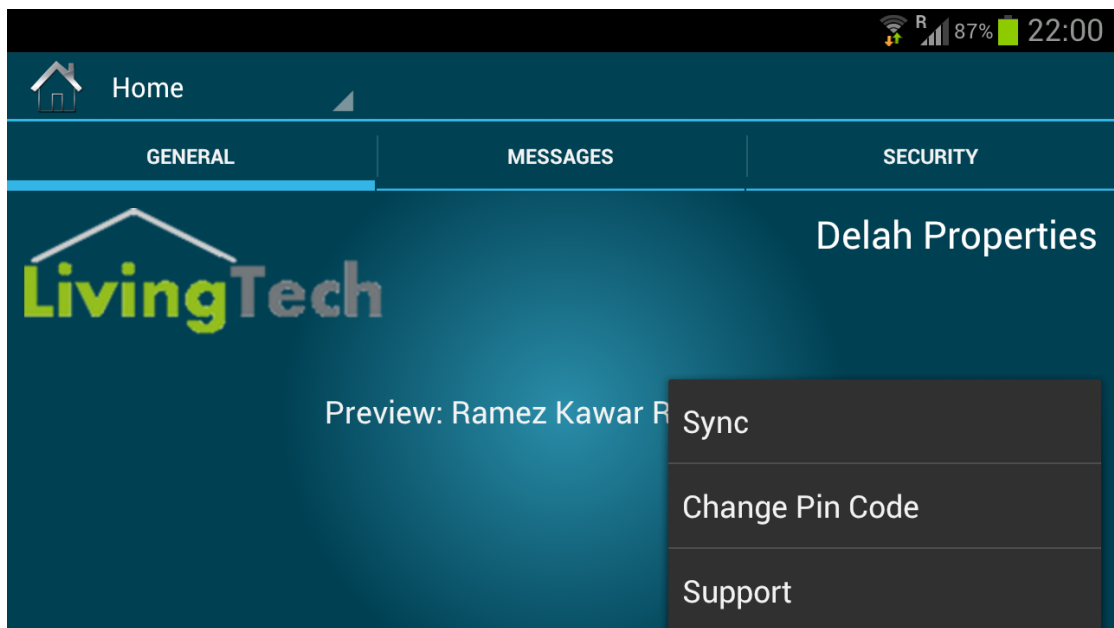 R 87% 22:00
Home
GENERAL MESSAGES SECURITY
LivingTech
Delah Properties
Preview: Ramez Kawar R
Sync
Change Pin Code
Support